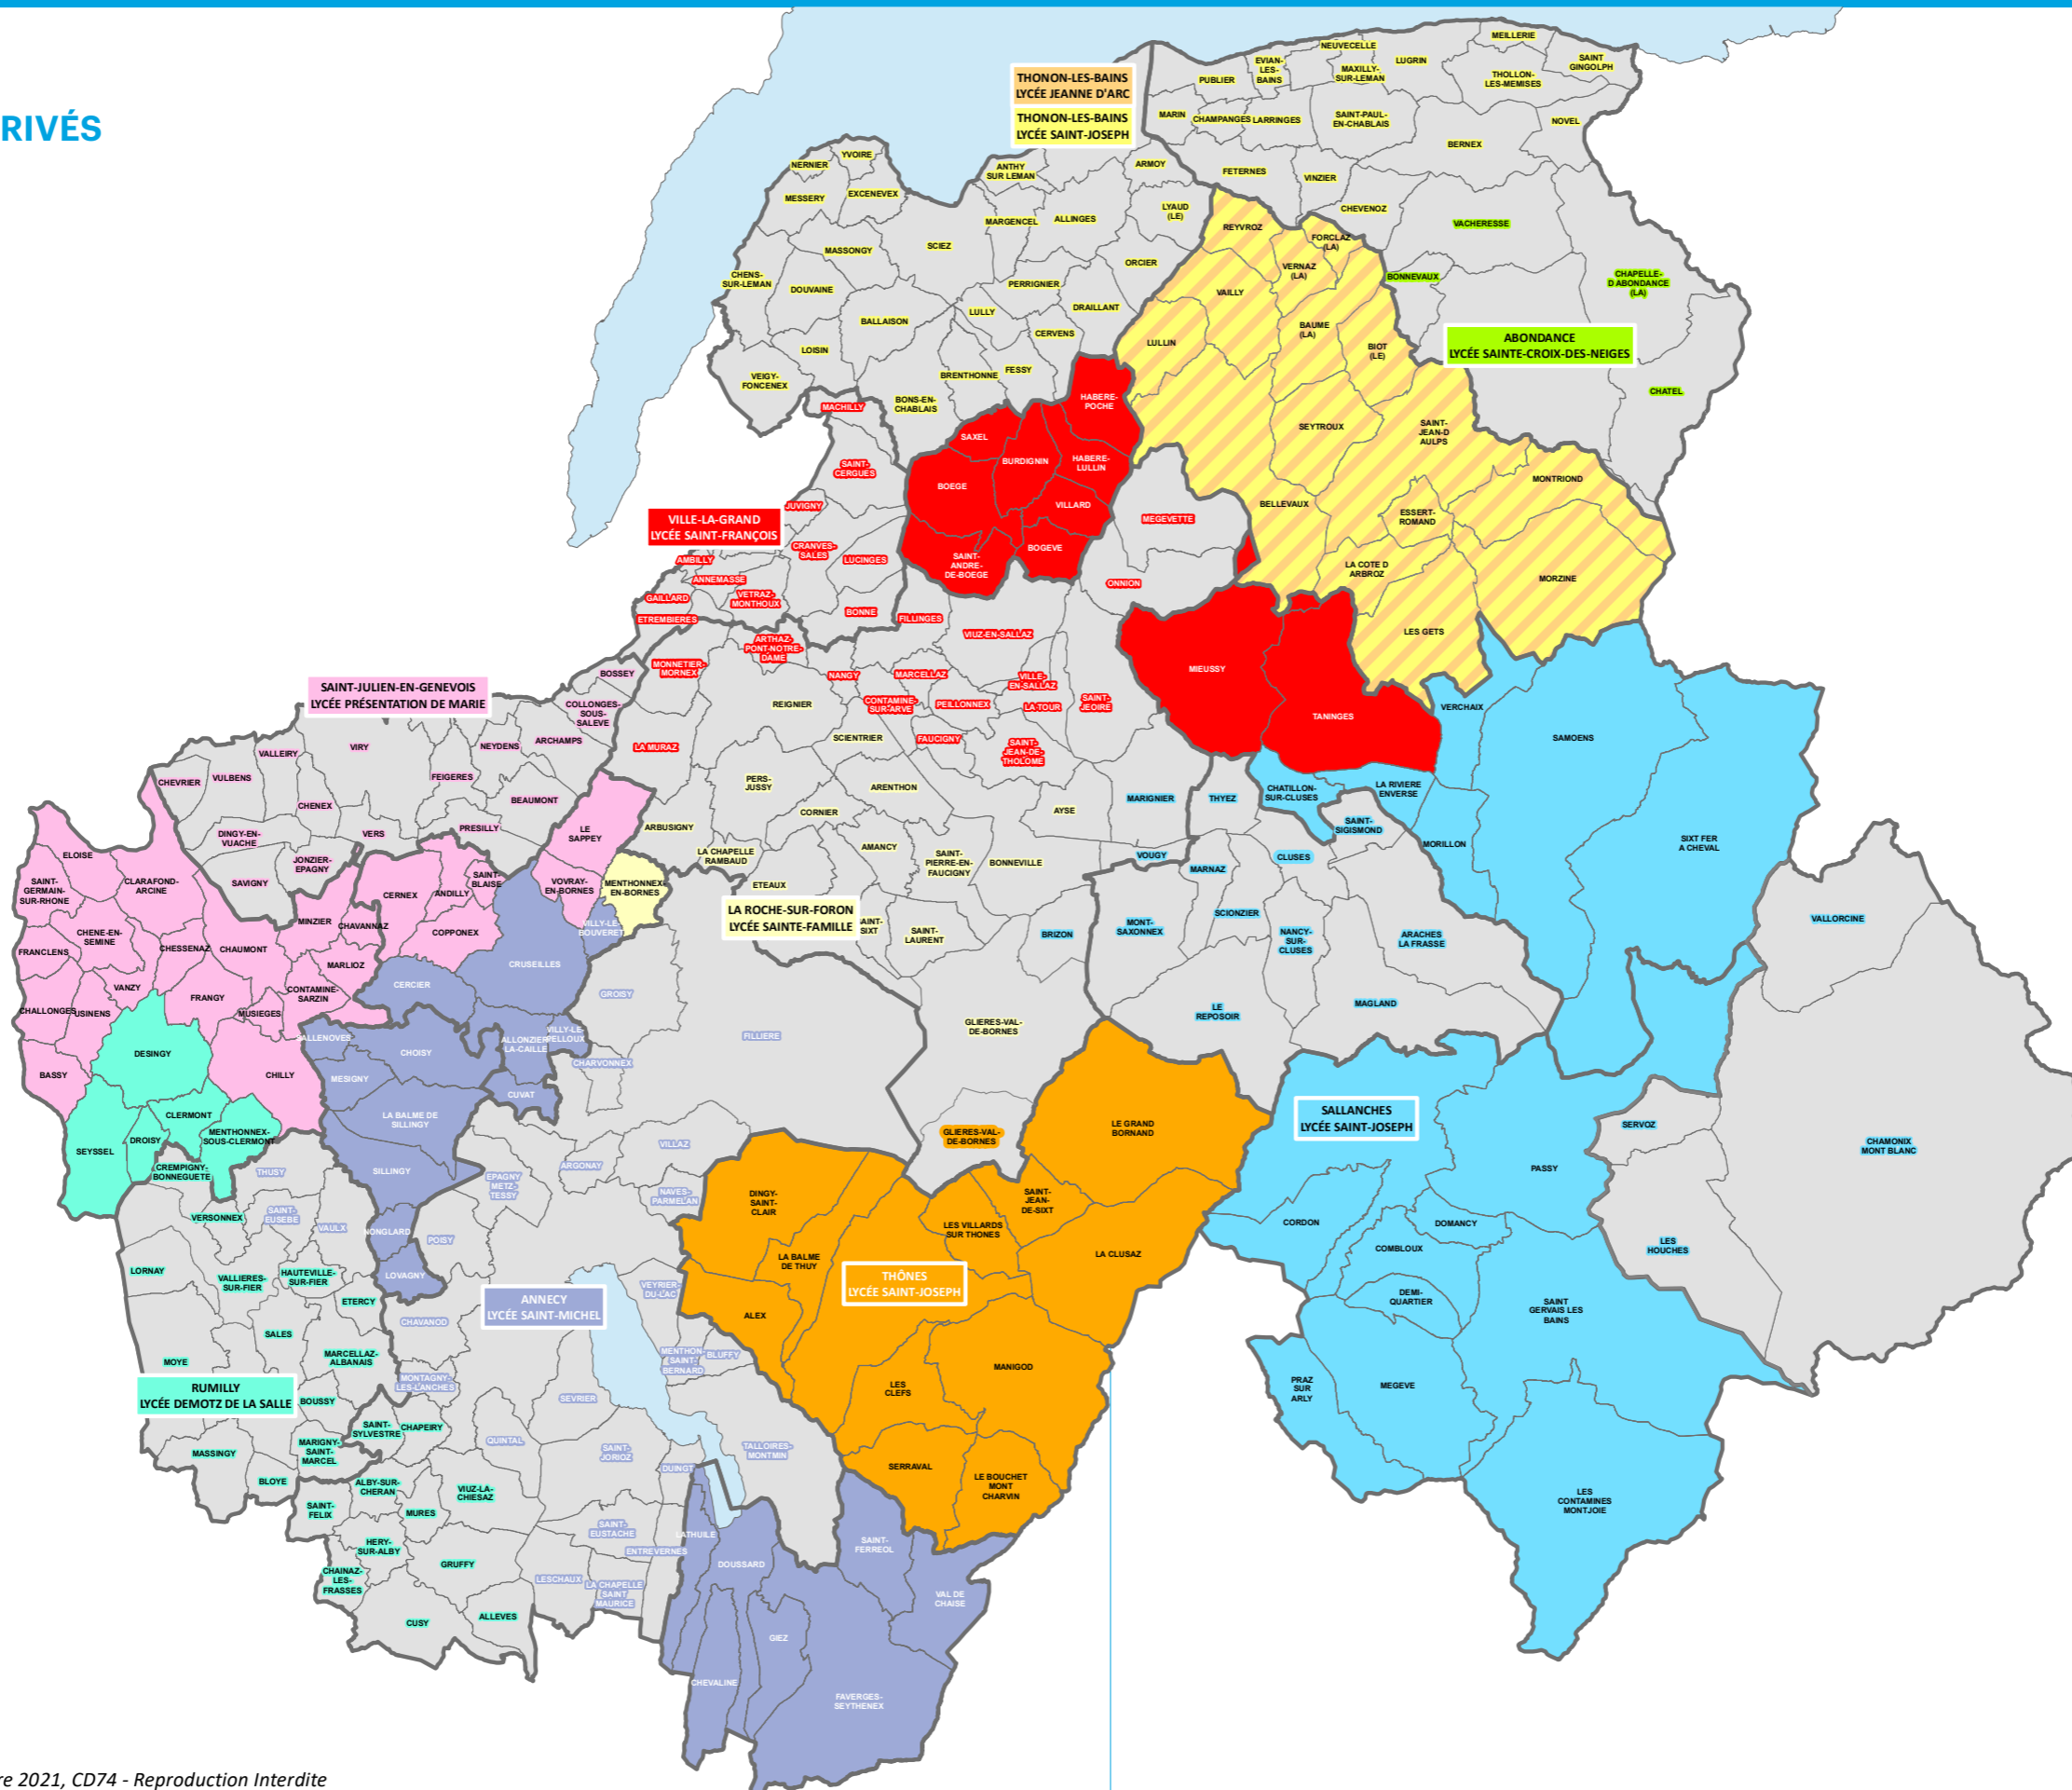 RIVÉS
THONON-LES-BAINS
LYCÉE JEANNE D'ARC
THONON-LES-BAINS
LYCÉE SAINT-JOSEPH
MEILLERIE
NEUVECELLE
LUGRIN
SAINT
GINGOLPH
EVIAN-
LES-
BAINS
MAXILLY-
SUR-LEMAN
THOLLON-
LES-MEMISES
PUBLIER
MARIN
CHAMPANGES
LARRINGES
SAINT-PAUL-
EN-CHABLAIS
NOVEL
BERNEX
FETERNES
VINZIER
CHEVENOZ
ARMOY
ANTHY
SUR LEMAN
LYAUD
(LE)
YVOIRE
NERNIER
EXCENEVEX
MESSERY
MARGENCEL
ALLINGES
MASSONGY
SCIEZ
ORCIER
CHENS-
SUR-LEMAN
DOUVAINE
PERRIGNIER
DRAILLANT
BALLAISON
LULLY
CERVENS
LOISIN
VEIGY-
FONCENEX
BRENTHONNE
FESSY
BONS-EN-
CHABLAIS
REYVROZ
FORCLAZ
(LA)
VERNAZ
(LA)
VAILLY
BAUME
(LA)
LULLIN
BIOT
(LE)
SEYTROUX
SAINT-
JEAN-D
AULPS
MONTRIOND
BELLEVAUX
ESSERT-
ROMAND
LA COTE D
ARBROZ
MORZINE
LES GETS
VACHERESSE
BONNEVAUX
CHAPELLE-
D ABONDANCE
(LA)
ABONDANCE
LYCÉE SAINTE-CROIX-DES-NEIGES
CHATEL
MACHILLY
SAINT-
CERGUES
JUVIGNY
VILLE-LA-GRAND
LYCÉE SAINT-FRANÇOIS
CRANVES-
SALES
LUCINGES
AMBILLY
ANNEMASSE
GAILLARD
VETRAZ-
MONTHOUX
ETREMBIERES
BONNE
FILLINGES
HABERE-
POCHE
SAXEL
BURDIGNIN
HABERE-
LULLIN
BOEGE
VILLARD
BOGEVE
SAINT-
ANDRE-
DE-BOEGE
MEGEVETTE
ONNION
VIUZ-EN-SALLAZ
ARTHAZ-
PONT-NOTRE-
DAME
MONNETIER-
MORNEX
NANGY
MARCELLAZ
VILLE-
EN-SALLAZ
CONTAMINE-
SUR-ARVE
PEILLONNEX
LA TOUR
SAINT-
JEOIRE
FAUCIGNY
SAINT-
JEAN-DE-
THOLOME
LA MURAZ
MIEUSSY
TANINGES
SAINT-JULIEN-EN-GENEVOIS
LYCÉE PRÉSENTATION DE MARIE
BOSSEY
COLLONGES-
SOUS-
SALEVE
ARCHAMPS
NEYDENS
VIRY
VALLEIRY
VULBENS
CHEVRIER
FEIGERES
CHENEX
BEAUMONT
PRESILLY
VERS
DINGY-EN-
VUACHE
JONZIER-
EPAGNY
SAVIGNY
LE
SAPPEY
VOVRAY-
EN-BORNES
ELOISE
SAINT-
GERMAIN-
SUR-RHONE
CLARAFOND-
ARCINE
CERNEX
ANDILLY
SAINT-
BLAISE
MINZIER
CHAVANNAZ
COPPONEX
CHENE-EN-
SEMINE
CHESSENAZ
CHAUMONT
FRANCLENS
MARLIOZ
VANZY
FRANGY
CONTAMINE-
SARZIN
CHALLONGES
USINENS
MUSIEGES
BASSY
CHILLY
REIGNIER
SCIENTRIER
PERS-
JUSSY
ARENTHON
CORNIER
AYSE
ARBUSIGNY
LA CHAPELLE
RAMBAUD
AMANCY
SAINT-
PIERRE-EN-
FAUCIGNY
BONNEVILLE
ETEAUX
MENTHONNEX-
EN-BORNES
LA ROCHE-SUR-FORON
LYCÉE SAINTE-FAMILLE
AINT-
SIXT
SAINT-
LAURENT
GLIERES-VAL-
DE-BORNES
VERCHAIX
SAMOENS
MARIGNIER
THYEZ
CHATILLON-
SUR-CLUSES
LA RIVIERE
ENVERSE
SAINT-
SIGISMOND
MORILLON
SIXT FER
A CHEVAL
VOUGY
MARNAZ
CLUSES
SCIONZIER
MONT-
SAXONNEX
NANCY-
SUR-
CLUSES
ARACHES
LA FRASSE
BRIZON
LE
REPOSOIR
MAGLAND
VALLORCINE
SALLANCHES
LYCÉE SAINT-JOSEPH
SERVOZ
CHAMONIX
MONT BLANC
PASSY
CORDON
DOMANCY
COMBLOUX
LES
HOUCHES
DEMI-
QUARTIER
SAINT
GERVAIS LES
BAINS
PRAZ
SUR
ARLY
MEGEVE
LES
CONTAMINES
MONTJOIE
VILLY-LE-
BOUVERET
CRUSEILLES
CERCIER
GROISY
ALLENOVES
CHOISY
ALLONZIER-
LA-CAILLE
VILLY-LE-
PELLOUX
FILLIERE
CHARVONNEX
MESIGNY
CUVAT
LA BALME DE
SILLINGY
SILLINGY
VILLAZ
ARGONAY
EPAGNY
METZ-
TESSY
NAVES-
PARMELAN
THUSY
SAINT-
EUSEBE
VAULX
NONGLARD
POISY
LOVAGNY
ANNECY
LYCÉE SAINT-MICHEL
CHAVANOD
VEYRIER-
DU-LAC
MENTHON-
SAINT-
BERNARD
BLUFFY
MONTAGNY-
LES-LANCHES
SEVRIER
QUINTAL
SAINT-
JORIOZ
TALLOIRES-
MONTMIN
DUINGT
SAINT-
EUSTACHE
LATHUILE
ENTREVERNES
LESCHAUX
LA CHAPELLE
SAINT
MAURICE
DOUSSARD
SAINT-
FERREOL
VAL DE
CHAISE
GIEZ
CHEVALINE
FAVERGES-
SEYTHENEX
GLIERES-VAL-
DE-BORNES
LE GRAND
BORNAND
DINGY-
SAINT-
CLAIR
SAINT-
JEAN-
DE-SIXT
LES VILLARDS
SUR THONES
LA CLUSAZ
LA BALME
DE THUY
THÔNES
LYCÉE SAINT-JOSEPH
ALEX
MANIGOD
LES
CLEFS
SERRAVAL
LE BOUCHET
MONT
CHARVIN
DESINGY
CLERMONT
DROISY
MENTHONNEX-
SOUS-CLERMONT
SEYSSEL
CREMPIGNY-
BONNEGUETE
VERSONNEX
LORNAY
VALLIERES-
SUR-FIER
HAUTEVILLE-
SUR-FIER
ETERCY
SALES
MARCELLAZ-
ALBANAIS
MOYE
RUMILLY
LYCÉE DEMOTZ DE LA SALLE
BOUSSY
SAINT-
SYLVESTRE
CHAPEIRY
MASSINGY
MARIGNY-
SAINT-
MARCEL
BLOYE
ALBY-SUR-
CHERAN
VIUZ-LA-
CHIESAZ
SAINT-
FELIX
MURES
HERY-
SUR-ALBY
GRUFFY
CHAINAZ-
LES-
FRASSES
CUSY
ALLEVES
re 2021, CD74 - Reproduction Interdite